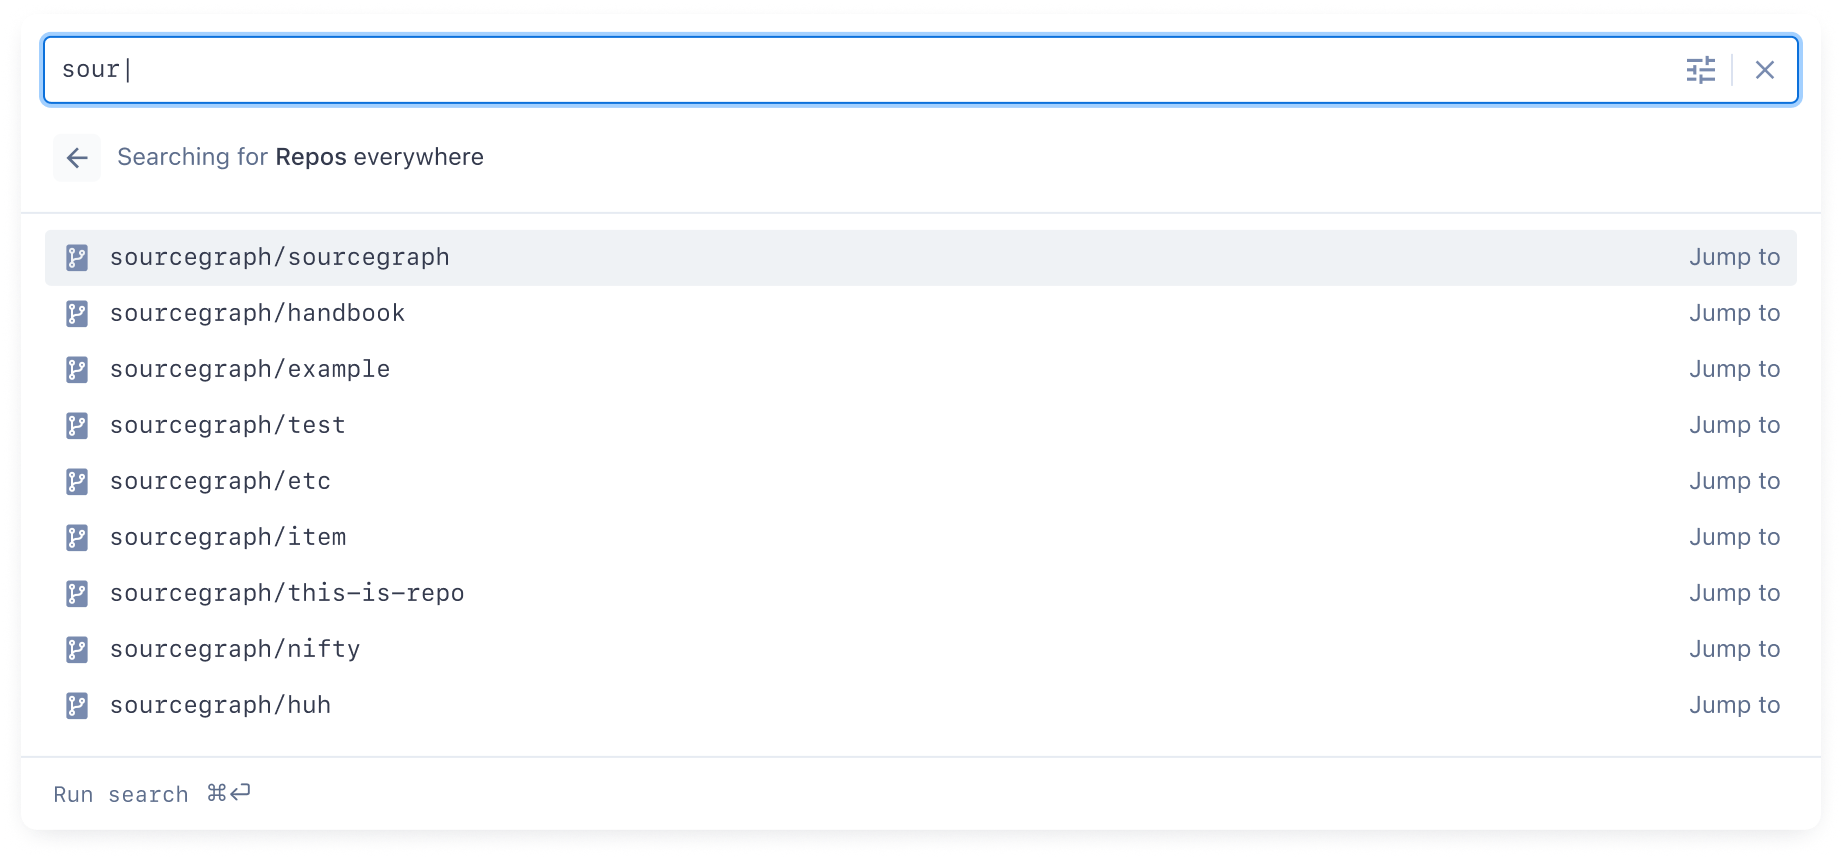 sour
Searching for Repos everywhere
sourcegraph/sourcegraph Jump to
sourcegraph/handbook Jump to
sourcegraph/example Jump to
sourcegraph/test Jump to
sourcegraph/etc Jump to
sourcegraph/item Jump to
sourcegraph/this-is-repo Jump to
sourcegraph/nifty Jump to
sourcegraph/huh Jump to
Run search ⌘⏎